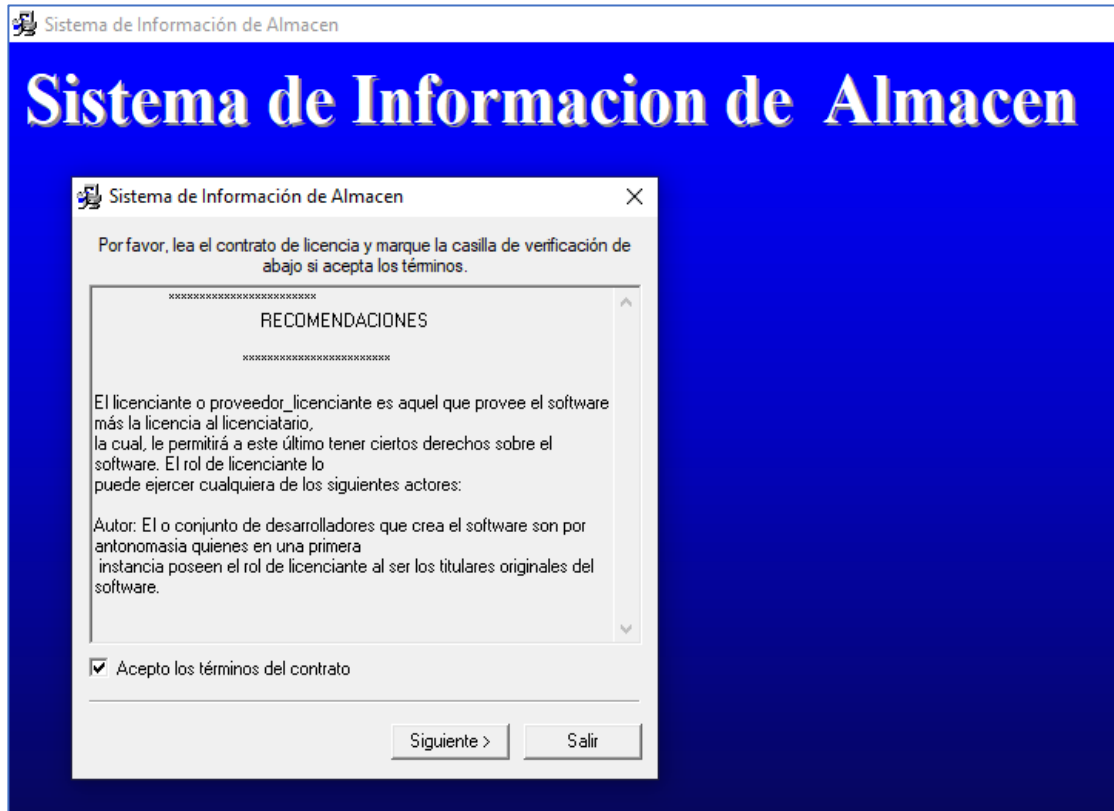 Sistema de Información de Almacen
Sistema de Informacion de Almacen
Sistema de Información de Almacen
Por favor, lea el contrato de licencia y marque la casilla de verificación de
abajo si acepta los términos.
************************
RECOMENDACIONES
************************
El licenciante o proveedor_licenciante es aquel que provee el software
más la licencia al licenciatario,
la cual, le permitirá a este último tener ciertos derechos sobre el
software. El rol de licenciante lo
puede ejercer cualquiera de los siguientes actores:
Autor: El o conjunto de desarrolladores que crea el software son por
antonomasia quienes en una primera
instancia poseen el rol de licenciante al ser los titulares originales del
software.
Acepto los términos del contrato
Siguiente >
Salir